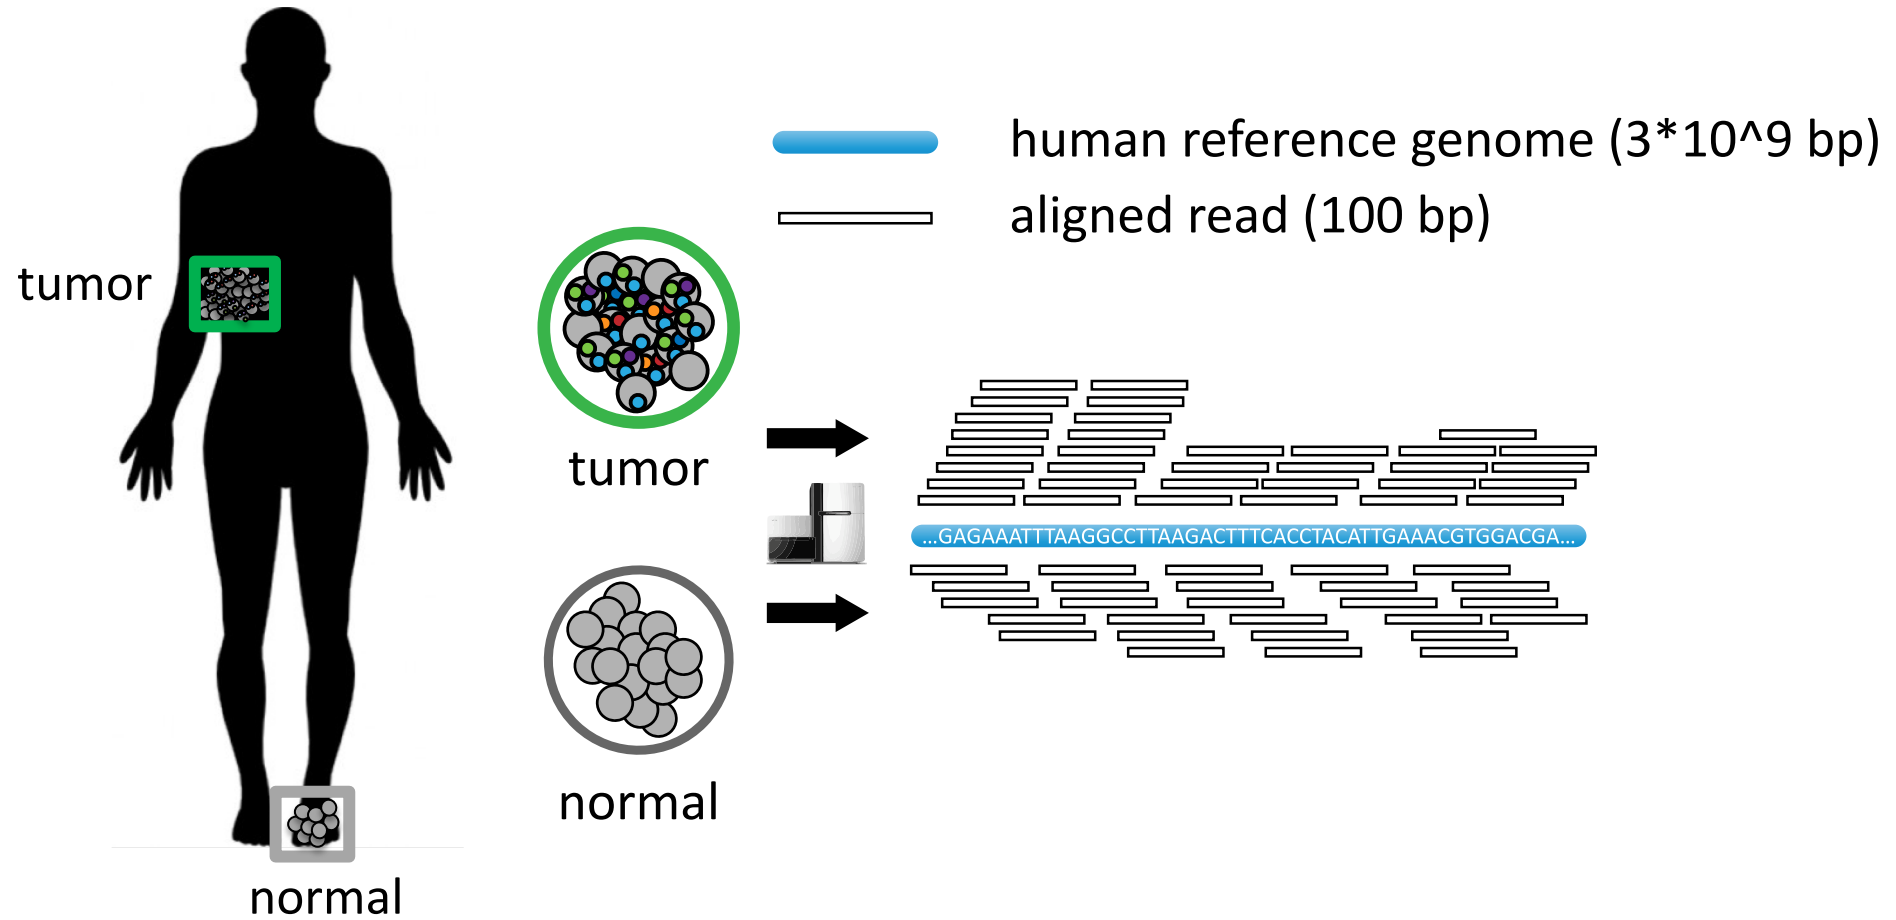 human reference genome (3*10^9 bp)
aligned read (100 bp)
tumor
tumor
...GAGAAATTTAAGGCCTTAAGACTTTCACCTACATTGAAACGTGGACGA...
normal
normal